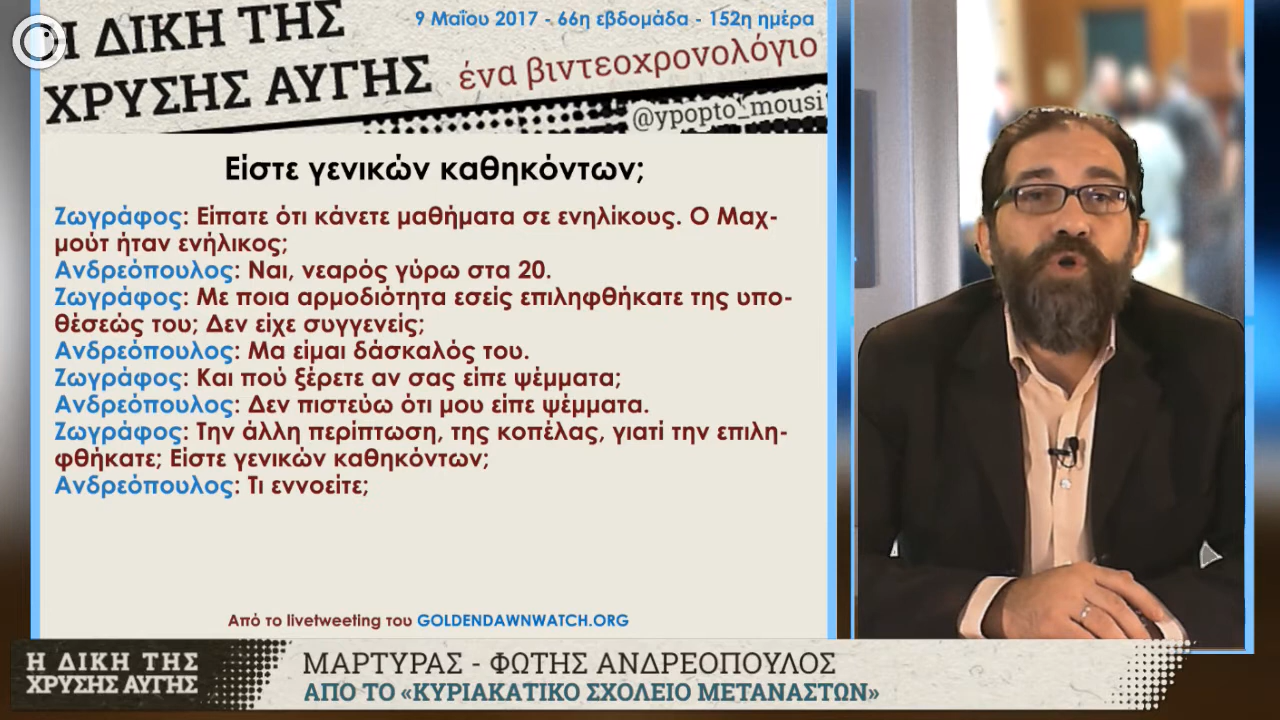 Η ΔΙΚΗ ΤΗΣ
ΧΡΥΣΗΣ ΑΥΓΗΣ
9 Μαΐου 2017 - 66η εβδομάδα - 152η ημέρα
ένα βιντεοχρονολόγιο
@ypopto_mousi
Είστε γενικών καθηκόντων;
Ζωγράφος: Είπατε ότι κάνετε μαθήματα σε ενηλίκους. Ο Μαχ-
μούτ ήταν ενήλικος;
Ανδρεόπουλος: Ναι, νεαρός γύρω στα 20.
Ζωγράφος: Με ποια αρμοδιότητα εσείς επιληφθήκατε της υπο-
θέσεώς του; Δεν είχε συγγενείς;
Ανδρεόπουλος: Μα είμαι δάσκαλός του.
Ζωγράφος: Και πού ξέρετε αν σας είπε ψέμματα;
Ανδρεόπουλος: Δεν πιστεύω ότι μου είπε ψέμματα.
Ζωγράφος: Την άλλη περίπτωση, της κοπέλας, γιατί την επιλη-
φθήκατε; Είστε γενικών καθηκόντων;
Ανδρεόπουλος: Τι εννοείτε;
Από το livetweeting του GOLDENDAWNWATCH.ORG
Η ΔΙΚΗ ΤΗΣ
ΧΡΥΣΗΣ ΑΥΓΗΣ
ΜΑΡΤΥΡΑΣ - ΦΩΤΗΣ ΑΝΔΡΕΟΠΟΥΛΟΣ
ΑΠΟ ΤΟ «ΚΥΡΙΑΚΑΤΙΚΟ ΣΧΟΛΕΙΟ ΜΕΤΑΝΑΣΤΩΝ»